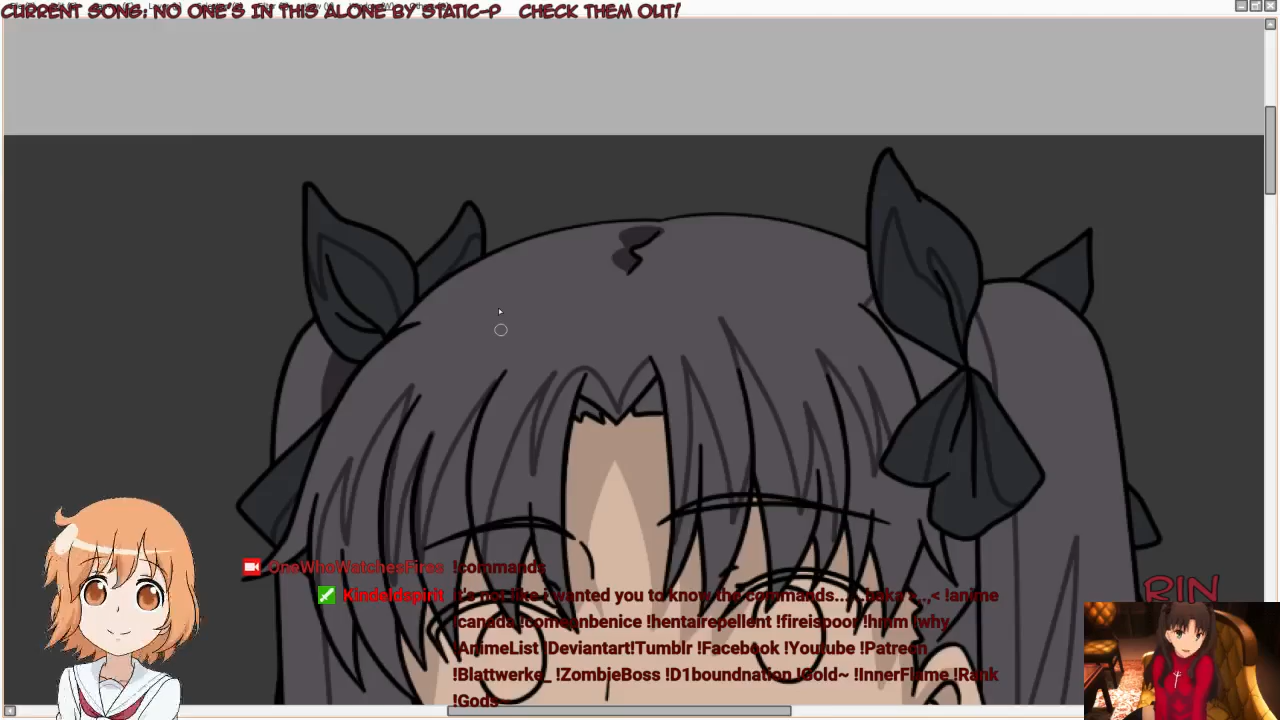 CURRENT SONG: NO ONE'S IN THIS ALONE BY STATIC-P CHECK THEM OUT!
OneWhoWatchesFires !commands
Kindeldspirit It's not like i wanted you to know the commands.....baka >.,< !anime
!canada !comeanbenice !hentairepellent !fireispoor !hmm !why
!AnimeList !Deviantart!Tumblr !Facebook !Youtube !Patreon
!Blattwerke_ !ZombieBoss !D1boundnation !Gold~ !InnerFlame !Rank
!Gods
RIN